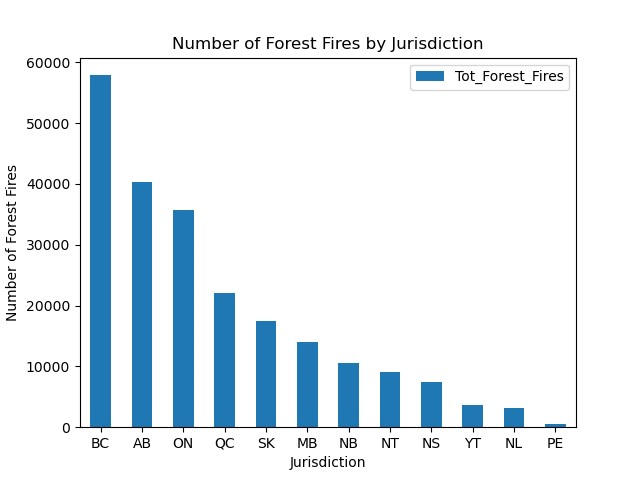 Number of Forest Fires by Jurisdiction
Tot_Forest_Fires
Number of Forest Fires
60000
50000
40000
30000
20000
10000
0
BC AB ON QC SK MB NB NT NS YT NL PE
Jurisdiction